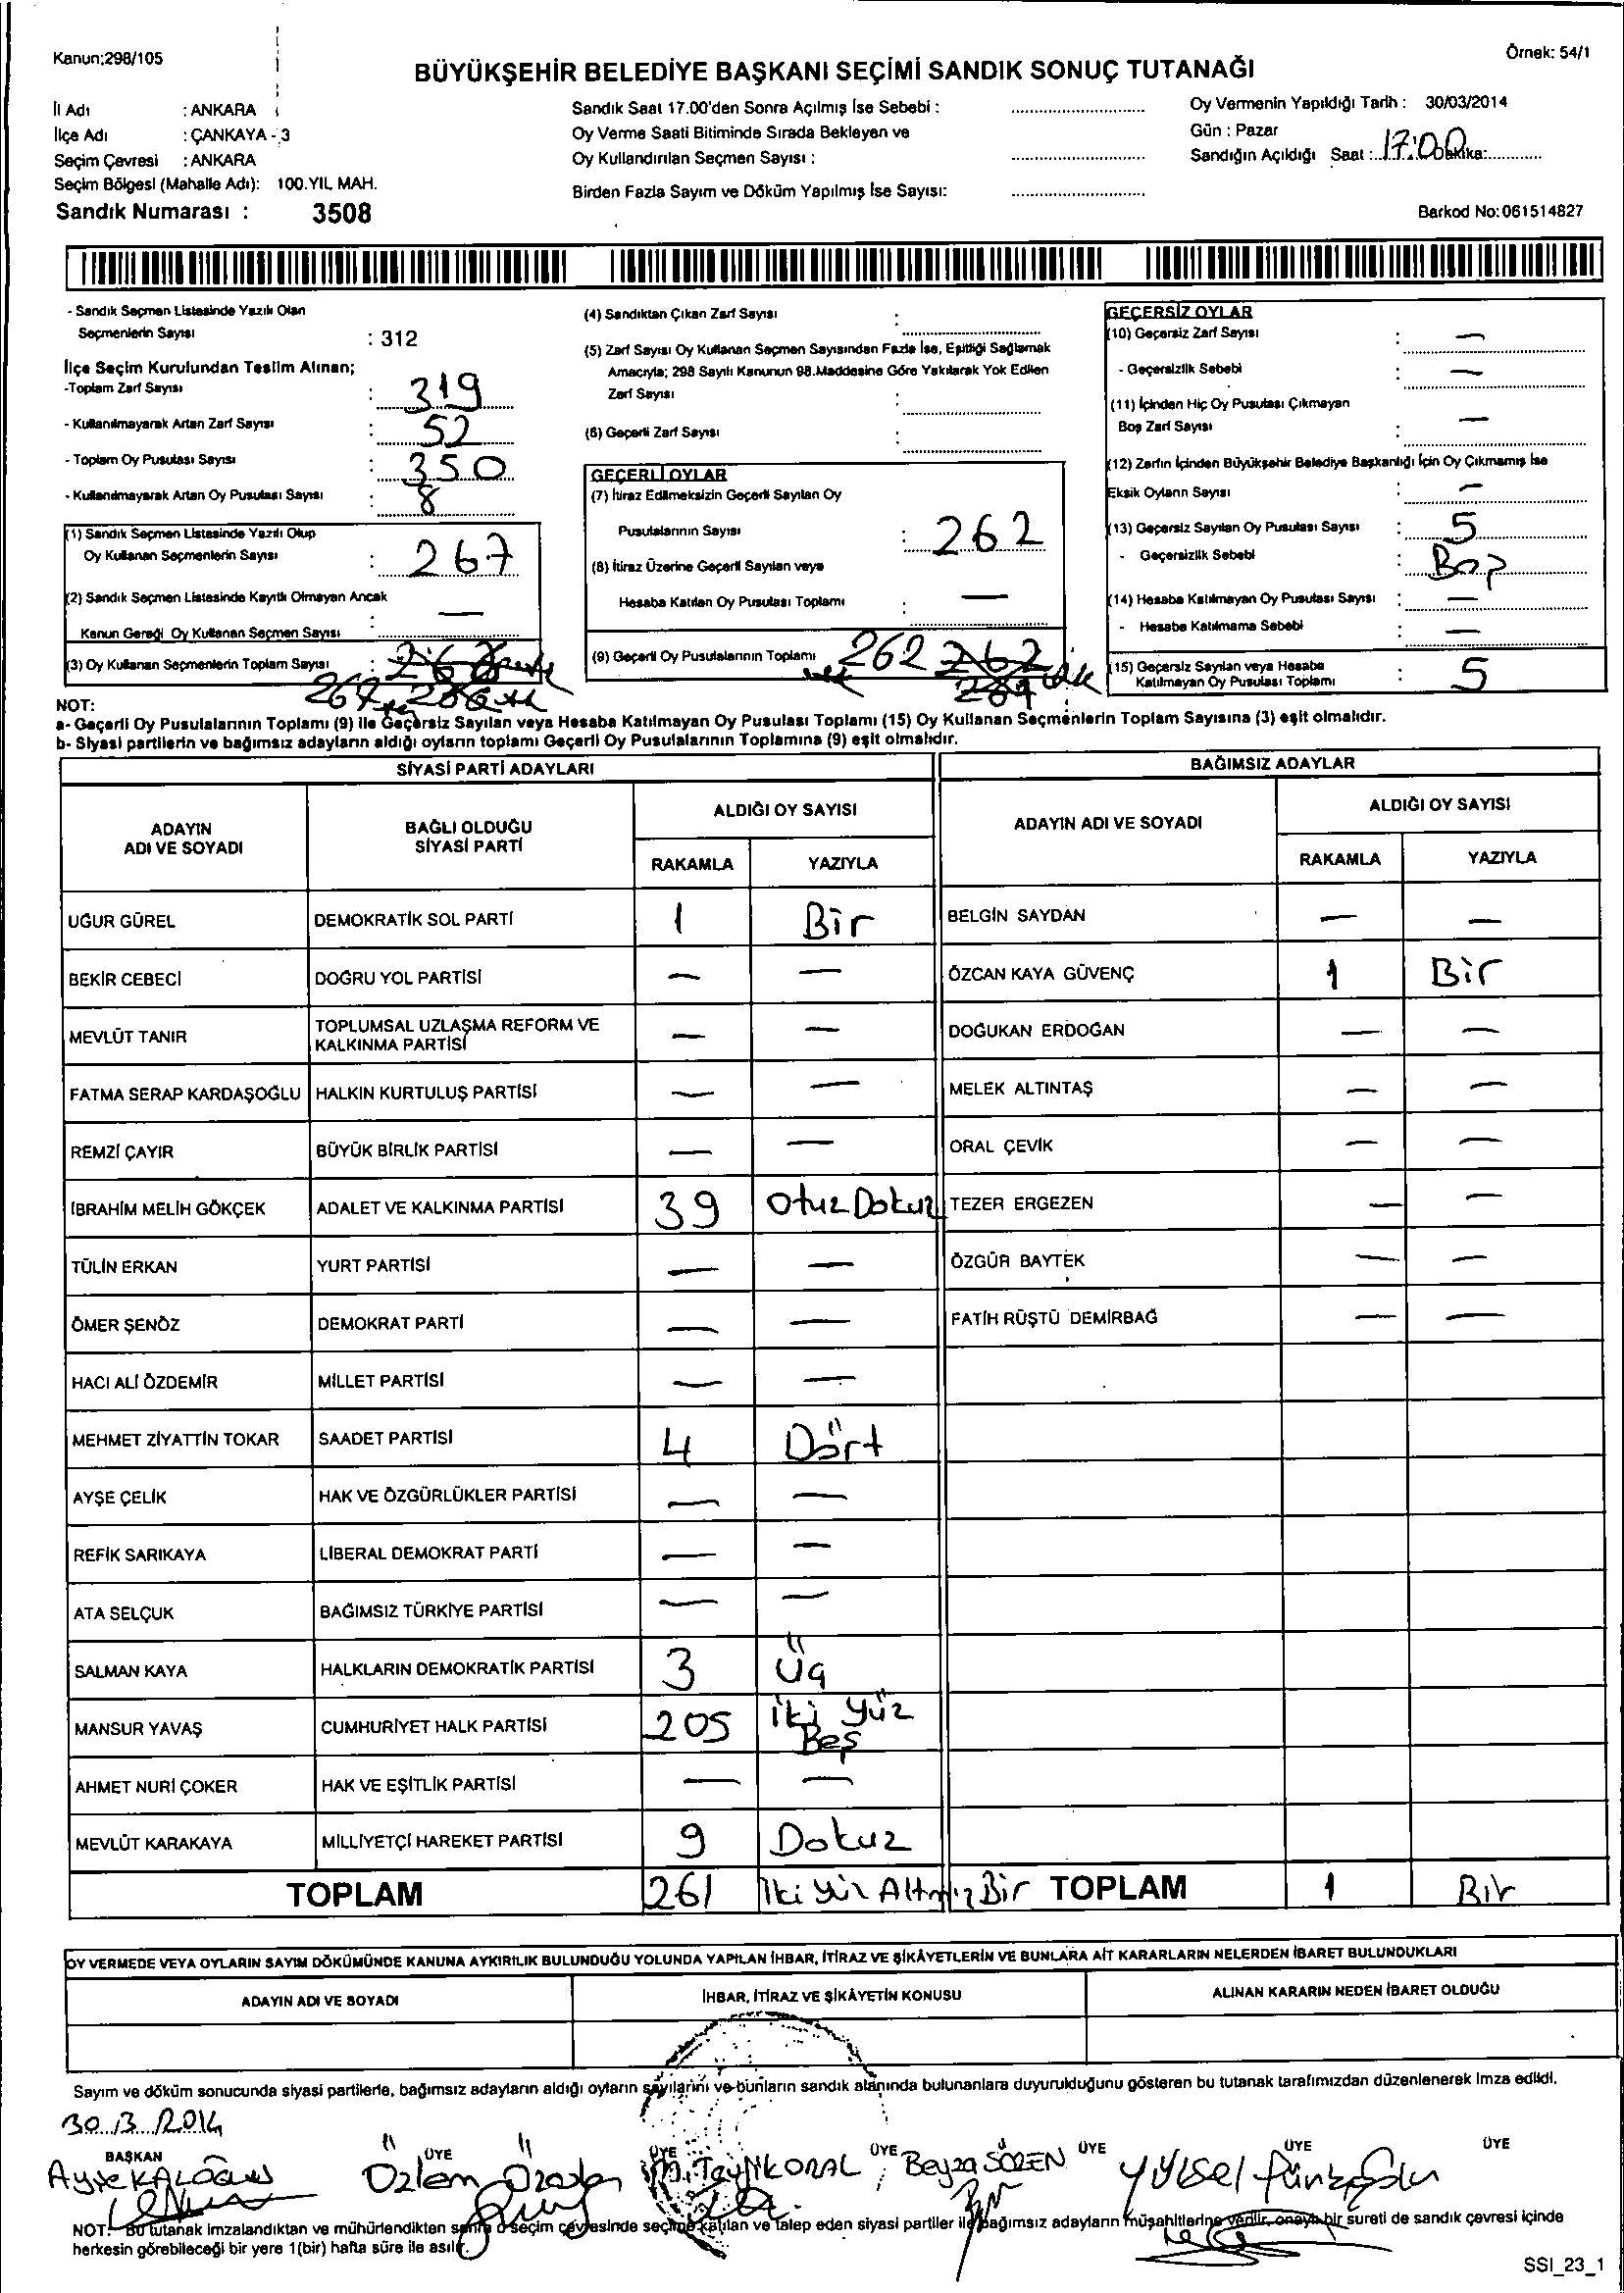 Kanun:298/105
Örnek: 54/1
BÜYÜKŞEHİR BELEDİYE BAŞKANI SEÇİMİ SANDIK SONUÇ TUTANAĞI
İl Adı : ANKARA
İlçe Adı : ÇANKAYA - 3
Seçim Çevresi : ANKARA
Seçim Bölgesi (Mahalle Adı): 100.YIL MAH.
Sandık Numarası : 3508
Sandık Saat 17.00'den Sonra Açılmış İse Sebebi :
Oy Verme Saati Bitiminde Sırada Bekleyen ve
Oy Kullandırılan Seçmen Sayısı :
Birden Fazla Sayım ve Döküm Yapılmış İse Sayısı:
Oy Vermenin Yapıldığı Tarih : 30/03/2014
Gün : Pazar
Sandığın Açıldığı Saat : 17:00 Dakika:
Barkod No:061514827
- Sandık Seçmen Listesinde Yazılı Olan
Seçmenlerin Sayısı : 312
İlçe Seçim Kurulundan Teslim Alınan;
-Toplam Zarf Sayısı : 319
- Kullanılmayarak Artan Zarf Sayısı : 52
- Toplam Oy Pusulası Sayısı : 350
- Kullanılmayarak Artan Oy Pusulası Sayısı : 8
(1) Sandık Seçmen Listesinde Yazılı Olup
Oy Kullanan Seçmenlerin Sayısı : 267
(2) Sandık Seçmen Listesinde Kayıtlı Olmayan Ancak
Kanun Gereği Oy Kullanan Seçmen Sayısı : —
(3) Oy Kullanan Seçmenlerin Toplam Sayısı :
267
(4) Sandıktan Çıkan Zarf Sayısı :
(5) Zarf Sayısı Oy Kullanan Seçmen Sayısından Fazla İse, Eşitliği Sağlamak
Amacıyla; 298 Sayılı Kanunun 98.Maddesine Göre Yakılarak Yok Edilen
Zarf Sayısı :
(6) Geçerli Zarf Sayısı :
GEÇERLİ OYLAR
(7) İtiraz Edilmeksizin Geçerli Sayılan Oy
Pusulalarının Sayısı : 262
(8) İtiraz Üzerine Geçerli Sayılan veya
Hesaba Katılan Oy Pusulası Toplamı : —
(9) Geçerli Oy Pusulalarının Toplamı : 262 262
GEÇERSİZ OYLAR
(10) Geçersiz Zarf Sayısı : —
- Geçersizlik Sebebi : —
(11) İçinden Hiç Oy Pusulası Çıkmayan
Boş Zarf Sayısı : —
(12) Zarfın İçinden Büyükşehir Belediye Başkanlığı İçin Oy Çıkmamış İse
Eksik Oyların Sayısı : —
(13) Geçersiz Sayılan Oy Pusulası Sayısı : 5
- Geçersizlik Sebebi : Boş
(14) Hesaba Katılmayan Oy Pusulası Sayısı : —
- Hesaba Katılmama Sebebi : —
(15) Geçersiz Sayılan veya Hesaba
Katılmayan Oy Pusulası Toplamı : 5
NOT:
a- Geçerli Oy Pusulalarının Toplamı (9) ile Geçersiz Sayılan veya Hesaba Katılmayan Oy Pusulası Toplamı (15) Oy Kullanan Seçmenlerin Toplam Sayısına (3) eşit olmalıdır.
b- Siyasi partilerin ve bağımsız adayların aldığı oyların toplamı Geçerli Oy Pusulalarının Toplamına (9) eşit olmalıdır.
SİYASİ PARTİ ADAYLARI
BAĞIMSIZ ADAYLAR
ADAYIN
ADI VE SOYADI
BAĞLI OLDUĞU
SİYASİ PARTİ
ALDIĞI OY SAYISI
RAKAMLA YAZIYLA
ADAYIN ADI VE SOYADI
ALDIĞI OY SAYISI
RAKAMLA YAZIYLA
UĞUR GÜREL DEMOKRATİK SOL PARTİ 1 Bir BELGİN SAYDAN — —
BEKİR CEBECİ DOĞRU YOL PARTİSİ — — ÖZCAN KAYA GÜVENÇ 1 Bir
MEVLÜT TANIR TOPLUMSAL UZLAŞMA REFORM VE KALKINMA PARTİSİ — — DOĞUKAN ERDOĞAN — —
FATMA SERAP KARDAŞOĞLU HALKIN KURTULUŞ PARTİSİ — — MELEK ALTINTAŞ — —
REMZİ ÇAYIR BÜYÜK BİRLİK PARTİSİ — — ORAL ÇEVİK — —
İBRAHİM MELİH GÖKÇEK ADALET VE KALKINMA PARTİSİ 39 Otuz Dokuz TEZER ERGEZEN — —
TÜLİN ERKAN YURT PARTİSİ — — ÖZGÜR BAYTEK — —
ÖMER ŞENÖZ DEMOKRAT PARTİ — — FATİH RÜŞTÜ DEMİRBAĞ — —
HACI ALİ ÖZDEMİR MİLLET PARTİSİ — —
MEHMET ZİYATTİN TOKAR SAADET PARTİSİ 4 Dört
AYŞE ÇELİK HAK VE ÖZGÜRLÜKLER PARTİSİ — —
REFİK SARIKAYA LİBERAL DEMOKRAT PARTİ — —
ATA SELÇUK BAĞIMSIZ TÜRKİYE PARTİSİ — —
SALMAN KAYA HALKLARIN DEMOKRATİK PARTİSİ 3 Üç
MANSUR YAVAŞ CUMHURİYET HALK PARTİSİ 205 İki Yüz Beş
AHMET NURİ ÇOKER HAK VE EŞİTLİK PARTİSİ — —
MEVLÜT KARAKAYA MİLLİYETÇİ HAREKET PARTİSİ 9 Dokuz
TOPLAM 261 İki Yüz Altmış Bir TOPLAM 1 Bir
OY VERMEDE VEYA OYLARIN SAYIM DÖKÜMÜNDE KANUNA AYKIRILIK BULUNDUĞU YOLUNDA YAPILAN İHBAR, İTİRAZ VE ŞİKÂYETLERİN VE BUNLARA AİT KARARLARIN NELERDEN İBARET BULUNDUKLARI
ADAYIN ADI VE SOYADI İHBAR, İTİRAZ VE ŞİKÂYETİN KONUSU ALINAN KARARIN NEDEN İBARET OLDUĞU
Sayım ve döküm sonucunda siyasi partilerle, bağımsız adayların aldığı oyların sayılarını ve bunların sandık alanında bulunanlara duyurulduğunu gösteren bu tutanak tarafımızdan düzenlenerek imza edildi.
30.3.2014
BAŞKAN ÜYE ÜYE ÜYE ÜYE ÜYE ÜYE
Özlem M. Tayfik ORAL Beyza SÖZEN Yüksel
NOT: Bu tutanak imzalandıktan ve mühürlendikten sonra o seçim çevresinde seçime katılan ve talep eden siyasi partiler ile bağımsız adayların müşahitlerine verilir, onaylı bir sureti de sandık çevresi içinde
herkesin görebileceği bir yere 1(bir) hafta süre ile asılır.
SSI_23_1